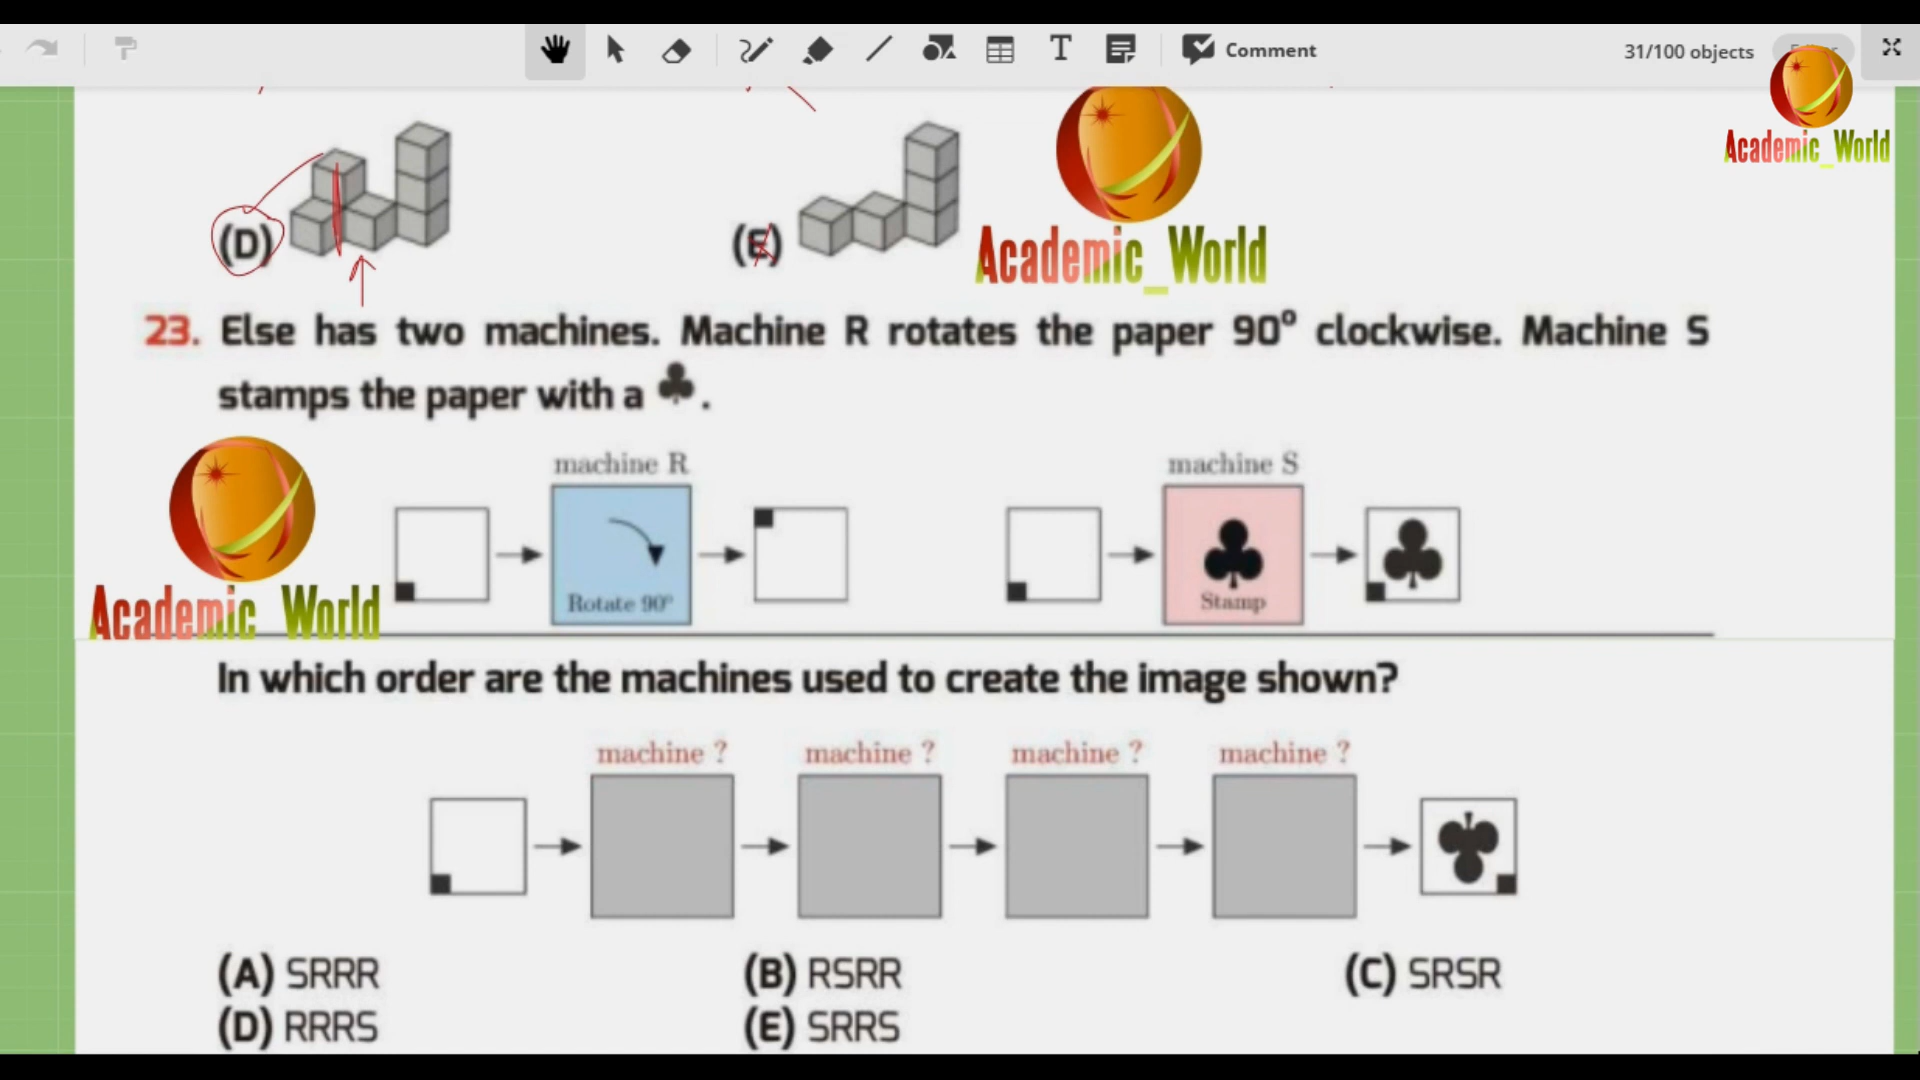 Comment
31/100 objects
Academic_World
Academic_World
(D)
(E)
23. Else has two machines. Machine R rotates the paper 90° clockwise. Machine S
stamps the paper with a ♣.
machine R
machine S
Rotate 90°
Stamp
Academic World
In which order are the machines used to create the image shown?
machine ? machine ? machine ? machine ?
(A) SRRR (B) RSRR (C) SRSR
(D) RRRS (E) SRRS